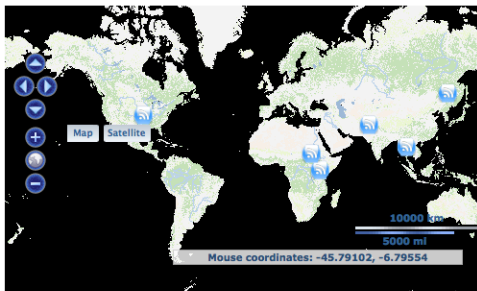 Map Satellite
10000 km
5000 mi
Mouse coordinates: -45.79102, -6.79554